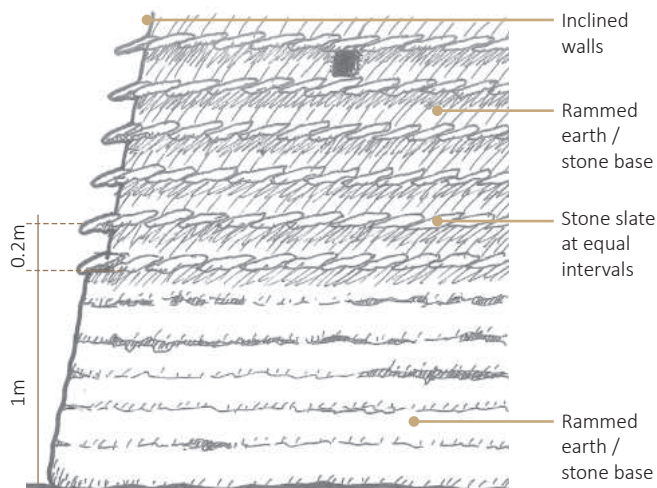 Inclined
walls
Rammed
earth /
stone base
Stone slate
at equal
intervals
0.2m
1m
Rammed
earth /
stone base